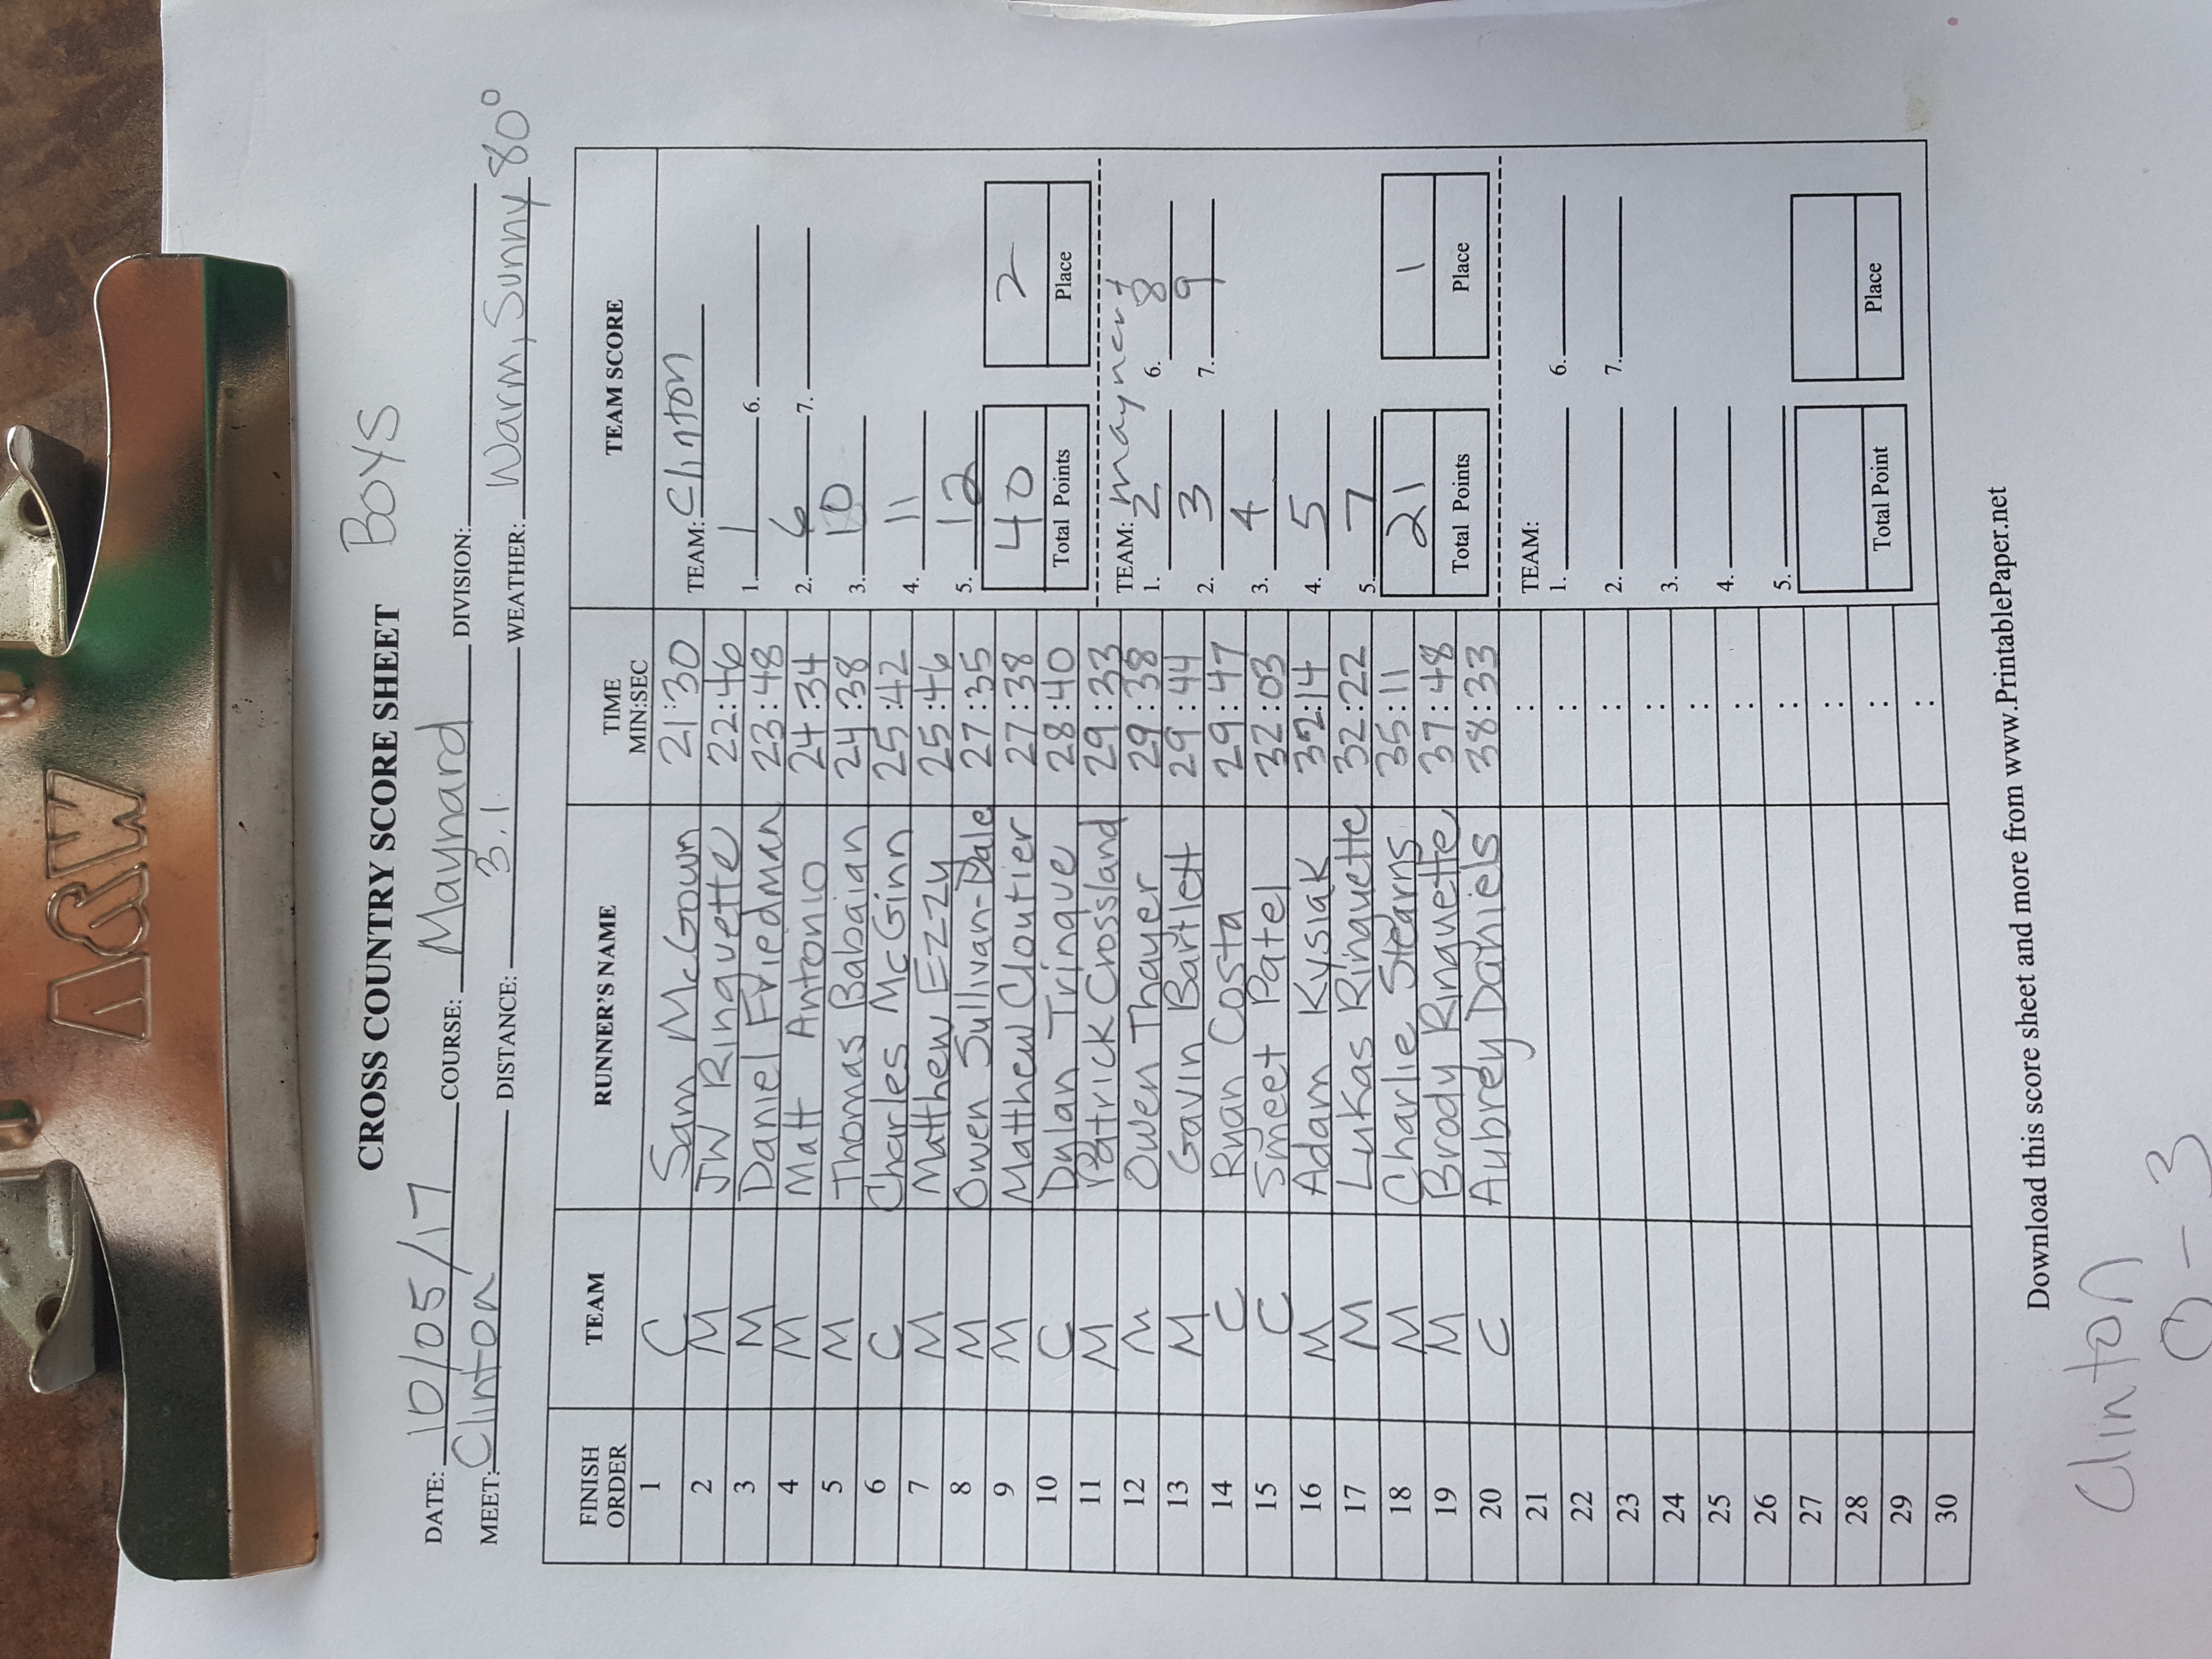 A&W
CROSS COUNTRY SCORE SHEET BOYS
DATE: 10/05/17 COURSE: Maynard DIVISION:
MEET: Clinton DISTANCE: 3.1 WEATHER: Warm, Sunny 80°
FINISH ORDER TEAM RUNNER'S NAME TIME MIN:SEC
1 C Sam McGown 21:30
2 M JW Ringuette 22:46
3 M Daniel Friedman 23:48
4 M Matt Antonio 24:34
5 M Thomas Babaian 24:38
6 C Charles McGinn 25:42
7 M Matthew Ezzy 25:46
8 M Owen Sullivan-Dale 27:35
9 M Matthew Cloutier 27:38
10 C Dylan Tringue 28:40
11 M Patrick Crossland 29:33
12 M Owen Thayer 29:38
13 M Gavin Bartlett 29:44
14 C Ryan Costa 29:47
15 C Smeet Patel 32:03
16 M Adam Kysiak 32:14
17 M Lukas Ringuette 32:22
18 M Charlie Stearns 35:11
19 M Brody Ringuette 37:48
20 C Aubrey Daniels 38:33
21 :
22 :
23 :
24 :
25 :
26 :
27 :
28 :
29 :
30 :
TEAM SCORE
TEAM: Clinton
1. 1 6.
2. 6 7.
3. 10
4. 11
5. 12
40 2
Total Points Place
TEAM: Maynard
1. 2 6. 8
2. 3 7. 9
3. 4
4. 5
5. 7
21 1
Total Points Place
TEAM:
1. 6.
2. 7.
3.
4.
5.
Total Point Place
Download this score sheet and more from www.PrintablePaper.net
Clinton
0-3